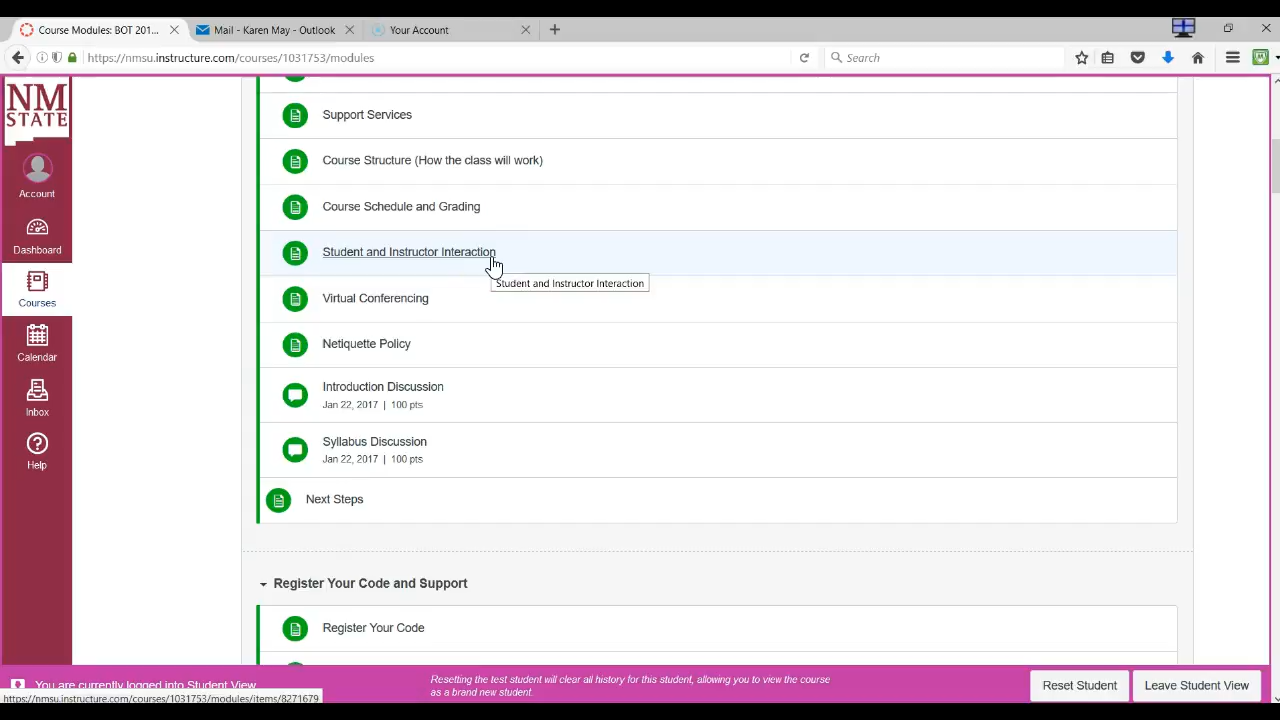 Course Modules: BOT 201...
Mail - Karen May - Outlook
Your Account
https://nmsu.instructure.com/courses/1031753/modules
Search
NM
STATE
Account
Dashboard
Courses
Calendar
Inbox
Help
Support Services
Course Structure (How the class will work)
Course Schedule and Grading
Student and Instructor Interaction
Student and Instructor Interaction
Virtual Conferencing
Netiquette Policy
Introduction Discussion
Jan 22, 2017 | 100 pts
Syllabus Discussion
Jan 22, 2017 | 100 pts
Next Steps
Register Your Code and Support
Register Your Code
You are currently logged into Student View
https://nmsu.instructure.com/courses/1031753/modules/items/8271679
Resetting the test student will clear all history for this student, allowing you to view the course
as a brand new student.
Reset Student
Leave Student View